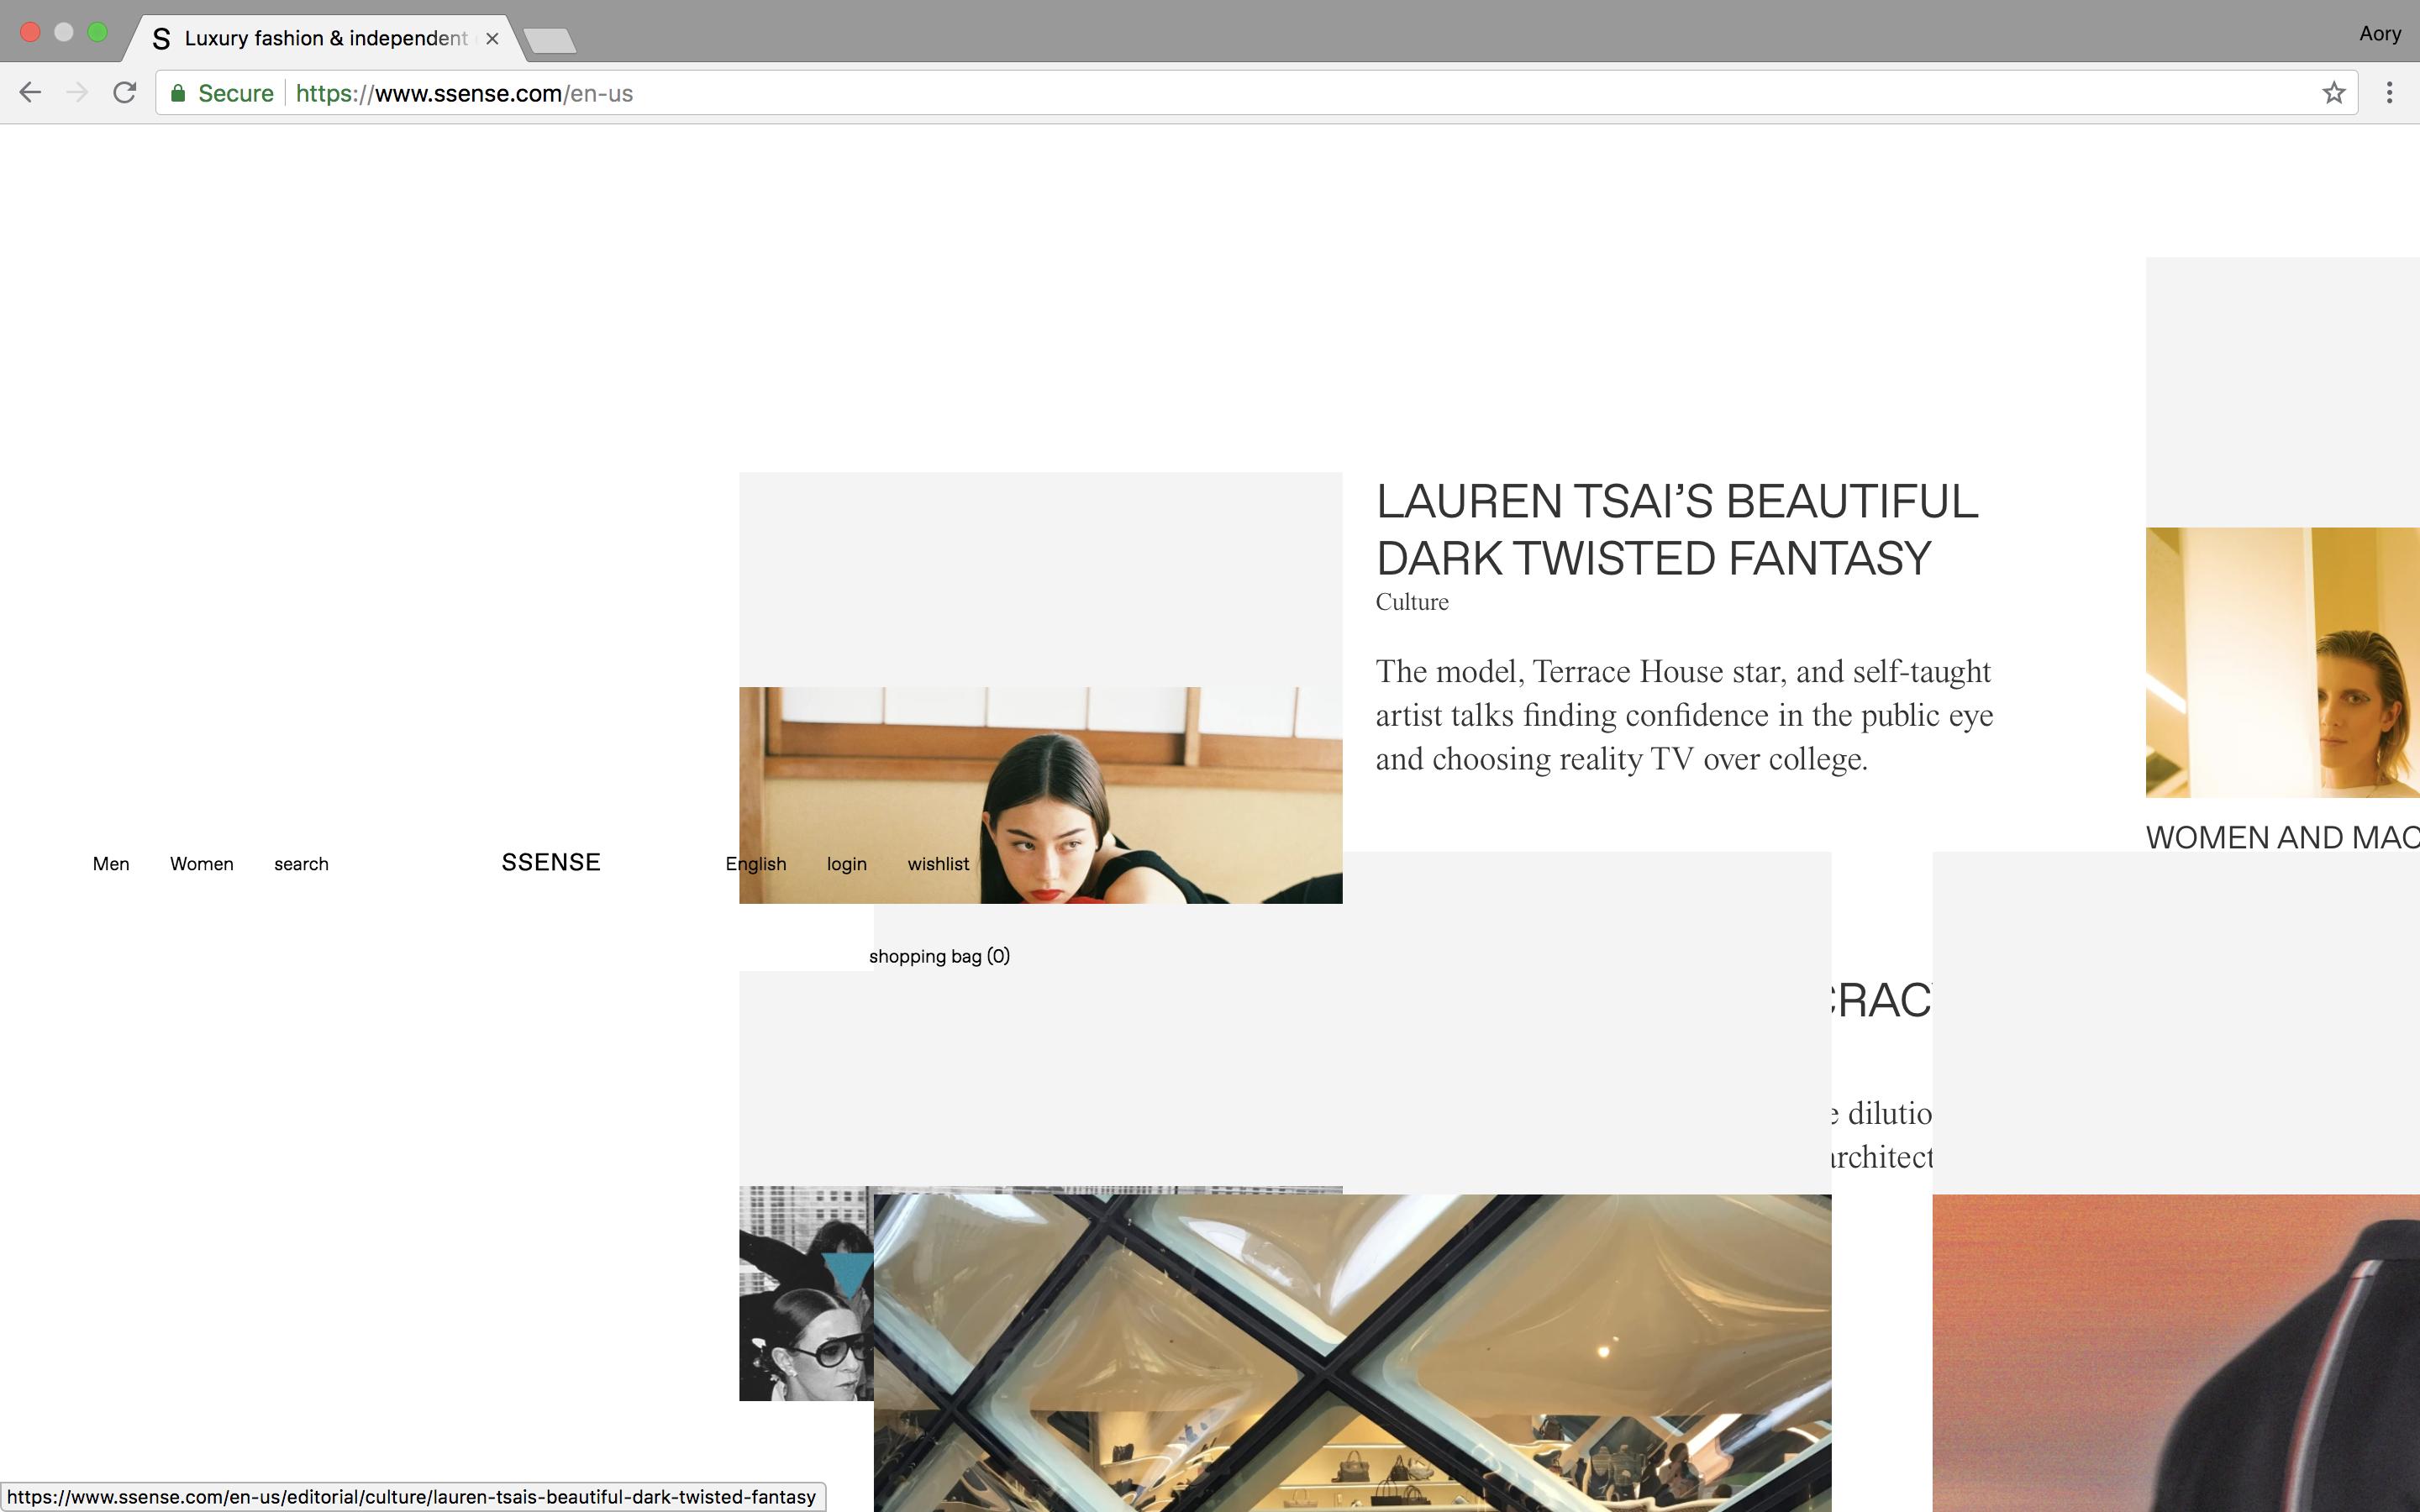 S Luxury fashion & independent
Aory
Secure https://www.ssense.com/en-us
LAUREN TSAI’S BEAUTIFUL
DARK TWISTED FANTASY
Culture
The model, Terrace House star, and self-taught
artist talks finding confidence in the public eye
and choosing reality TV over college.
WOMEN AND MAC
Men Women search SSENSE English login wishlist
shopping bag (0)
CRAC
e dilutio
architect
https://www.ssense.com/en-us/editorial/culture/lauren-tsais-beautiful-dark-twisted-fantasy